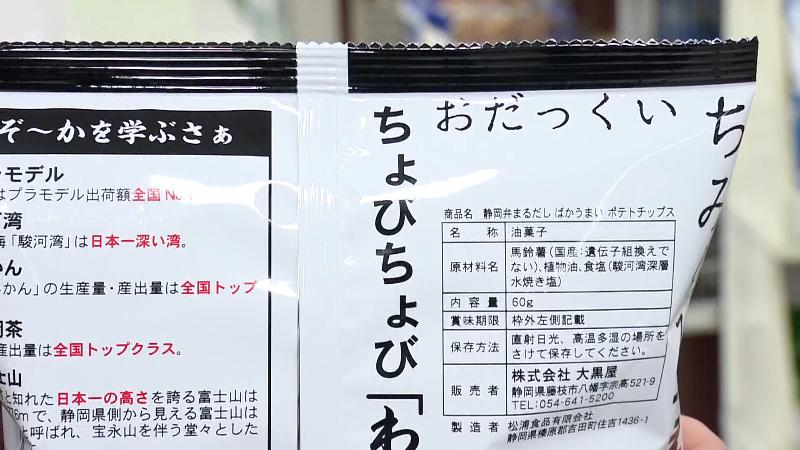 ぞ～かを学ぶさぁ
モデル
はプラモデル出荷額全国No.
湾
「駿河湾」は日本一深い湾。
かん
かん」の生産量・産出量は全国トップ
茶
産出量は全国トップクラス。
士山
と知れた日本一の高さを誇る富士山は
6mで、静岡県側から見える富士山は
と呼ばれ、宝永山を伴う堂々とした
ちょびちょび「わ
おだっくい
ちみ
商品名 静岡弁まるだし ばかうまい ポテトチップス
名称 油菓子
原材料名 馬鈴薯（国産：遺伝子組換えで
ない）、植物油、食塩（駿河湾深層
水焼き塩）
内容量 60g
賞味期限 枠外左側記載
保存方法 直射日光、高温多湿の場所を
さけて保存してください。
販売者 株式会社 大黒屋
静岡県藤枝市八幡字宗高521-9
TEL：054-641-5200
製造者 松浦食品有限会社
静岡県榛原郡吉田町住吉1436-1